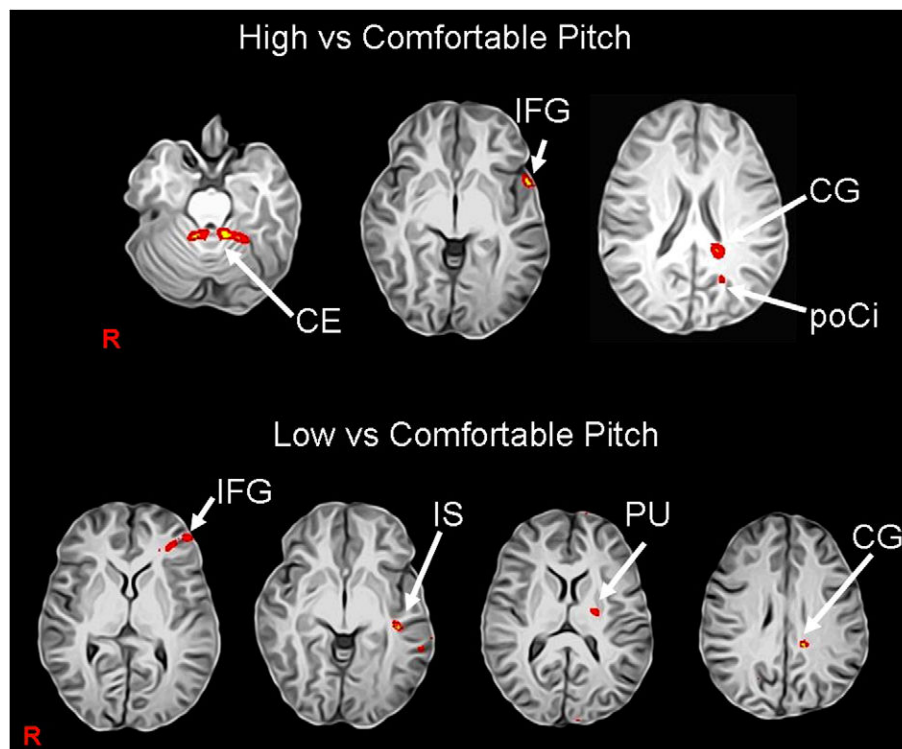 High vs Comfortable Pitch
IFG
CG
CE
poCi
R
Low vs Comfortable Pitch
IFG
IS
PU
CG
R